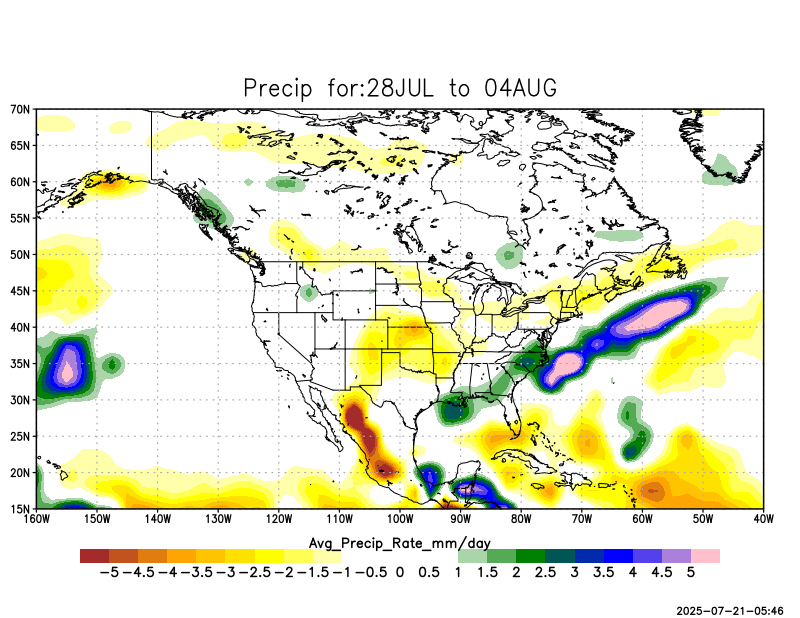 Precip for:28JUL to 04AUG
70N
65N
60N
55N
50N
45N
40N
35N
30N
25N
20N
15N
160W 150W 140W 130W 120W 110W 100W 90W 80W 70W 60W 50W 40W
Avg_Precip_Rate_mm/day
-5 -4.5 -4 -3.5 -3 -2.5 -2 -1.5 -1 -0.5 0 0.5 1 1.5 2 2.5 3 3.5 4 4.5 5
2025-07-21-05:46